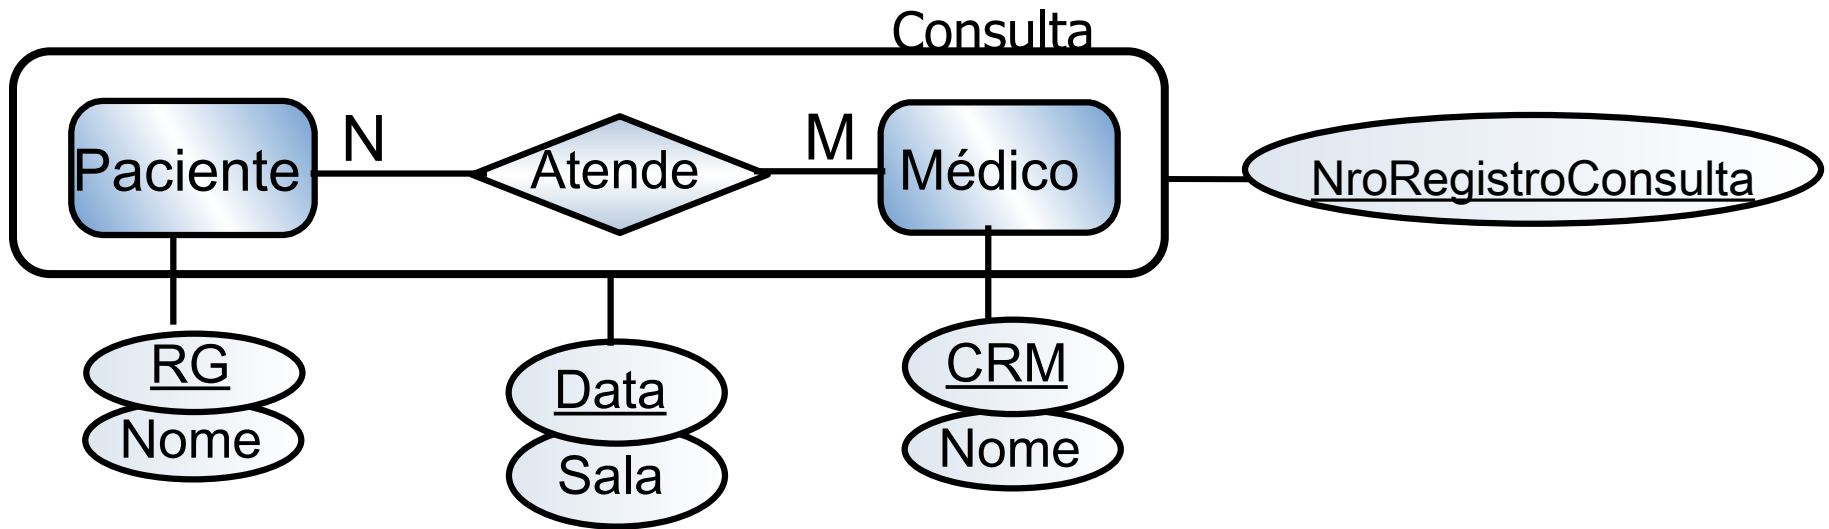 Consulta
Paciente
N
Atende
M
Médico
NroRegistroConsulta
RG
Nome
Data
Sala
CRM
Nome